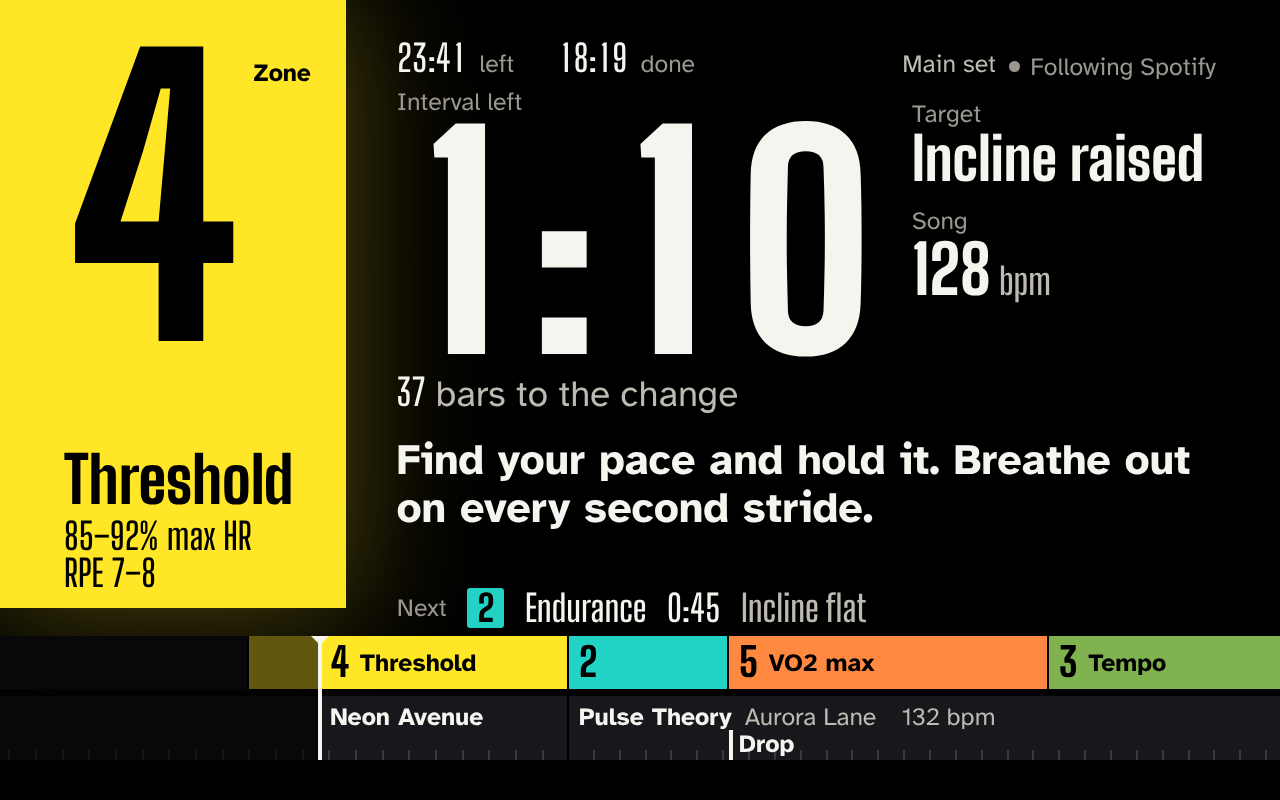 4
Zone
Threshold
85–92% max HR
RPE 7–8
23:41 left 18:19 done
Main set ● Following Spotify
Interval left
1:10
Target
Incline raised
Song
128 bpm
37 bars to the change
Find your pace and hold it. Breathe out
on every second stride.
Next 2 Endurance 0:45 Incline flat
4 Threshold 2 5 VO2 max 3 Tempo
Neon Avenue Pulse Theory Aurora Lane 132 bpm
Drop